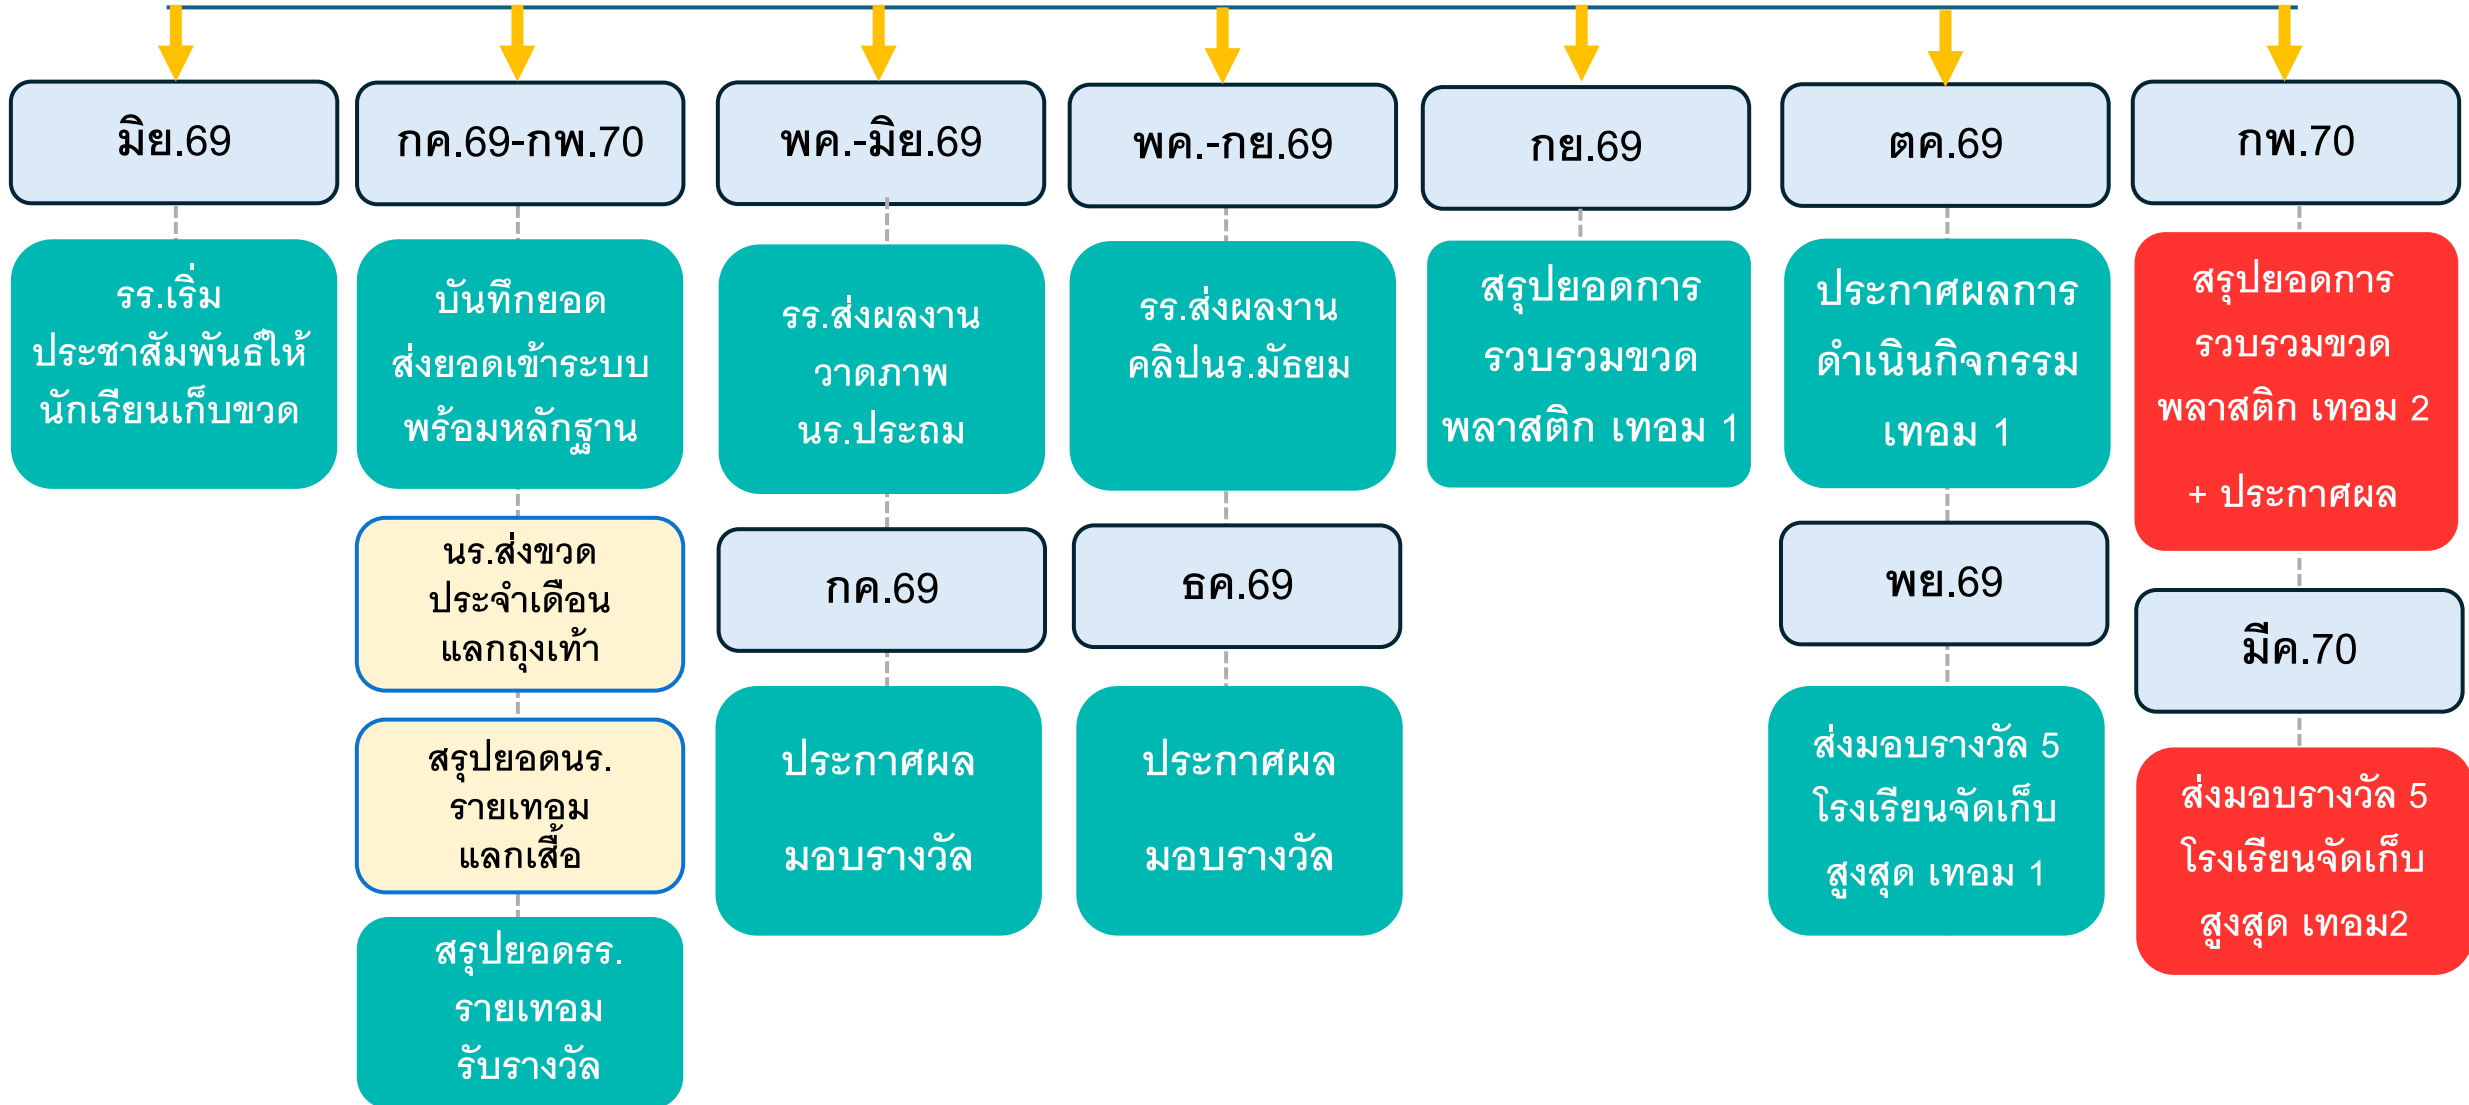 มิย.69
รร.เริ่ม
ประชาสัมพันธ์ให้
นักเรียนเก็บขวด
กค.69-กพ.70
บันทึกยอด
ส่งยอดเข้าระบบ
พร้อมหลักฐาน
นร.ส่งขวด
ประจำเดือน
แลกถุงเท้า
สรุปยอดนร.
รายเทอม
แลกเสื้อ
สรุปยอดรร.
รายเทอม
รับรางวัล
พค.-มิย.69
รร.ส่งผลงาน
วาดภาพ
นร.ประถม
กค.69
ประกาศผล
มอบรางวัล
พค.-กย.69
รร.ส่งผลงาน
คลิปนร.มัธยม
ธค.69
ประกาศผล
มอบรางวัล
กย.69
สรุปยอดการ
รวบรวมขวด
พลาสติก เทอม 1
ตค.69
ประกาศผลการ
ดำเนินกิจกรรม
เทอม 1
พย.69
ส่งมอบรางวัล 5
โรงเรียนจัดเก็บ
สูงสุด เทอม 1
กพ.70
สรุปยอดการ
รวบรวมขวด
พลาสติก เทอม 2
+ ประกาศผล
มีค.70
ส่งมอบรางวัล 5
โรงเรียนจัดเก็บ
สูงสุด เทอม2